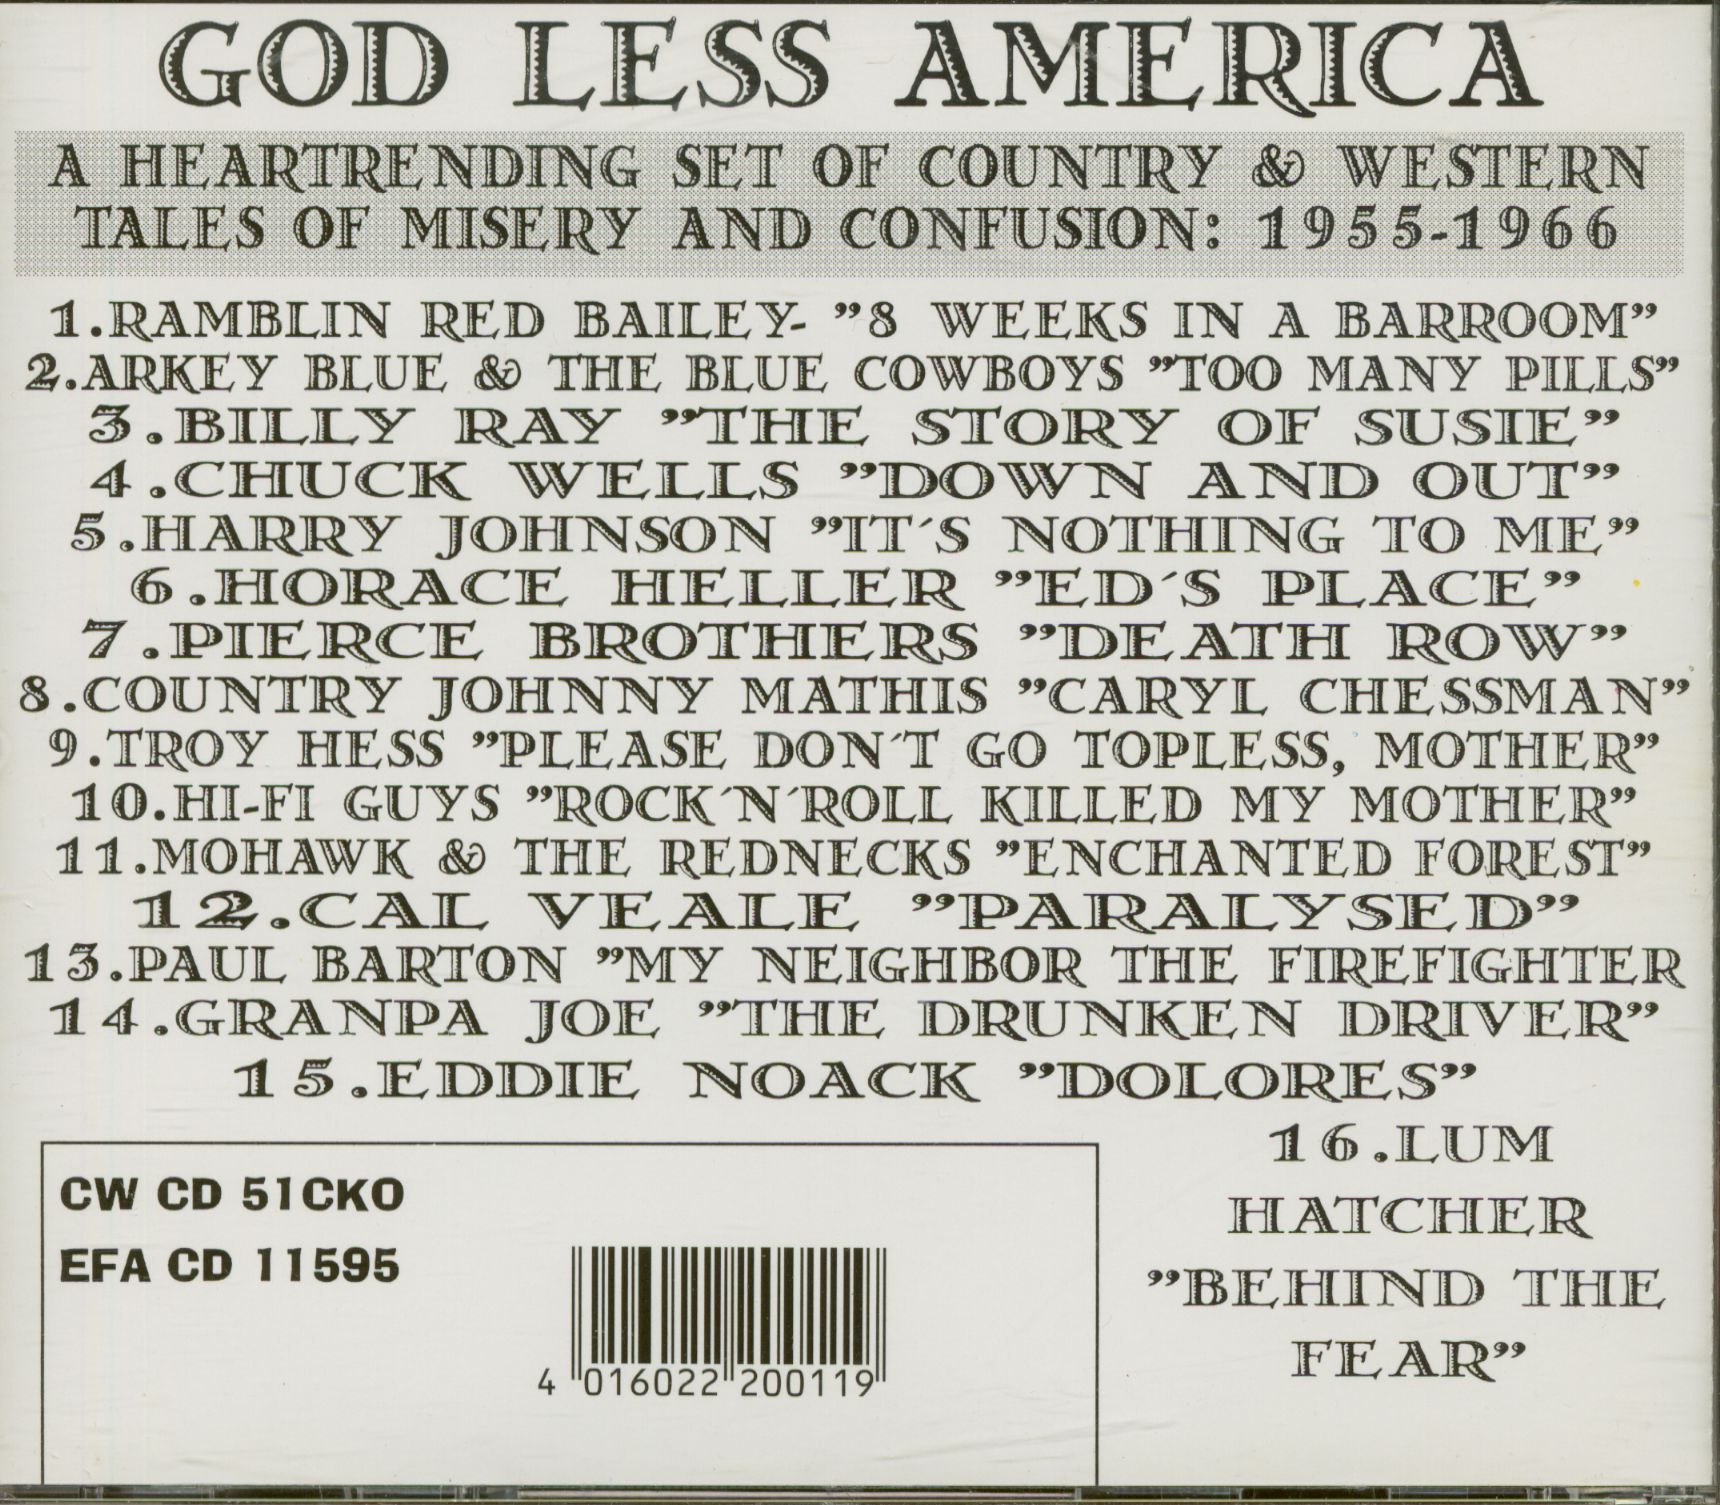 GOD LESS AMERICA
A HEARTRENDING SET OF COUNTRY & WESTERN
TALES OF MISERY AND CONFUSION: 1955-1966
1.RAMBLIN RED BAILEY- "8 WEEKS IN A BARROOM"
2.ARKEY BLUE & THE BLUE COWBOYS "TOO MANY PILLS"
3.BILLY RAY "THE STORY OF SUSIE"
4.CHUCK WELLS "DOWN AND OUT"
5.HARRY JOHNSON "IT´S NOTHING TO ME"
6.HORACE HELLER "ED´S PLACE"
7.PIERCE BROTHERS "DEATH ROW"
8.COUNTRY JOHNNY MATHIS "CARYL CHESSMAN"
9.TROY HESS "PLEASE DON´T GO TOPLESS, MOTHER"
10.HI-FI GUYS "ROCK´N´ROLL KILLED MY MOTHER"
11.MOHAWK & THE REDNECKS "ENCHANTED FOREST"
12.CAL VEALE "PARALYSED"
13.PAUL BARTON "MY NEIGHBOR THE FIREFIGHTER
14.GRANPA JOE "THE DRUNKEN DRIVER"
15.EDDIE NOACK "DOLORES"
16.LUM
HATCHER
"BEHIND THE
FEAR"
CW CD 51CKO
EFA CD 11595
4 016022 200119